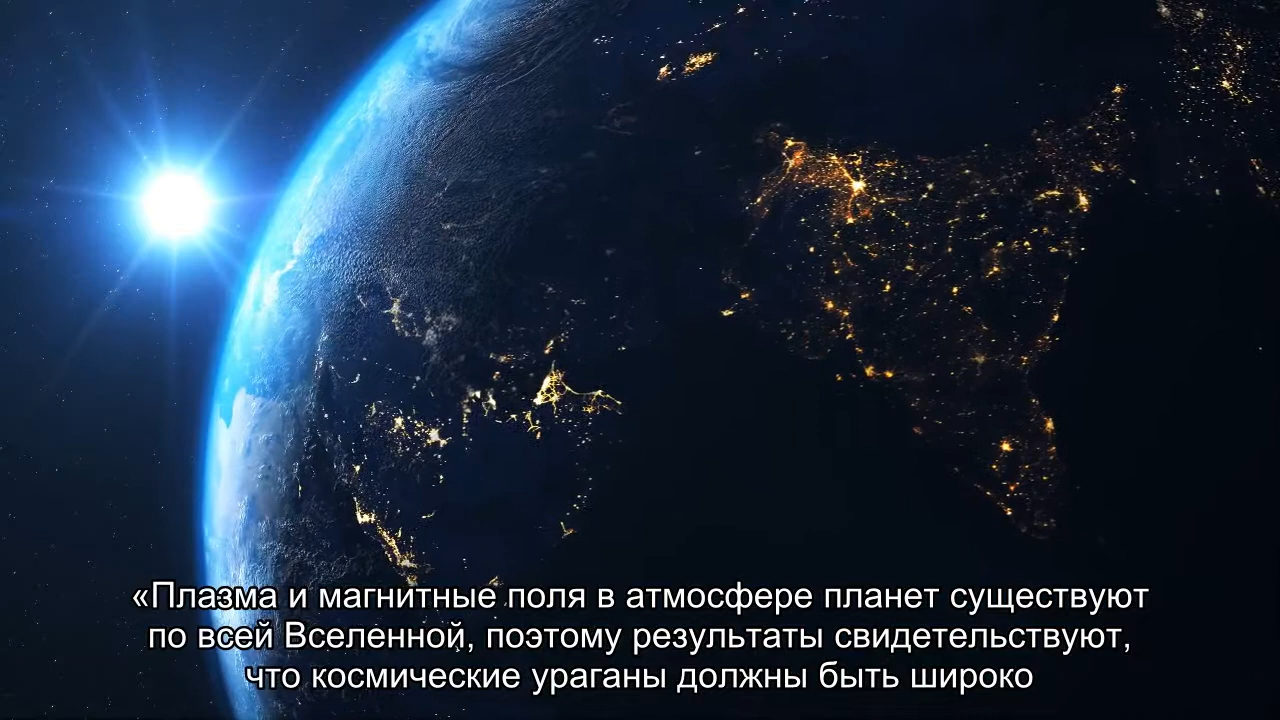 «Плазма и магнитные поля в атмосфере планет существуют
по всей Вселенной, поэтому результаты свидетельствуют,
что космические ураганы должны быть широко